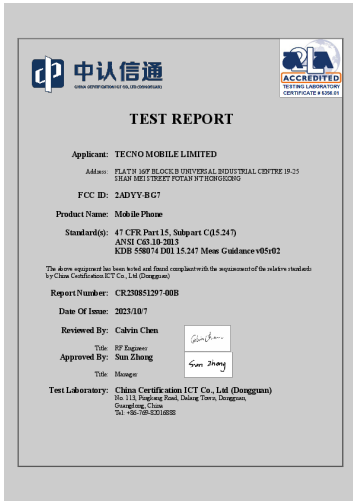 中认信通
CHINA CERTIFICATION ICT CO., LTD (DONGGUAN)
ACCREDITED
TESTING LABORATORY
CERTIFICATE # 6356.01
TEST REPORT
Applicant: TECNO MOBILE LIMITED
Address: FLAT N 16/F BLOCK B UNIVERSAL INDUSTRIAL CENTRE 19-25
SHAN MEI STREET FOTAN NT HONGKONG
FCC ID: 2ADYY-BG7
Product Name: Mobile Phone
Standard(s): 47 CFR Part 15, Subpart C(15.247)
ANSI C63.10-2013
KDB 558074 D01 15.247 Meas Guidance v05r02
The above equipment has been tested and found compliant with the requirement of the relative standards
by China Certification ICT Co., Ltd (Dongguan)
Report Number: CR230851297-00B
Date Of Issue: 2023/10/7
Reviewed By: Calvin Chen
Calvin Chen
Title: RF Engineer
Approved By: Sun Zhong
Sun Zhong
Title: Manager
Test Laboratory: China Certification ICT Co., Ltd (Dongguan)
No. 113, Pingkang Road, Dalang Town, Dongguan,
Guangdong, China
Tel: +86-769-82016888